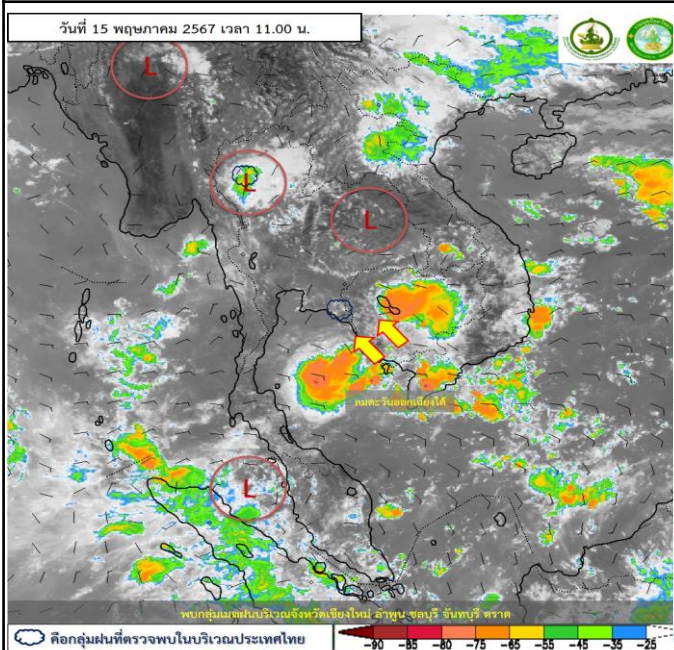 วันที่ 15 พฤษภาคม 2567 เวลา 11.00 น.
L
L
L
ลมตะวันออกเฉียงใต้
L
พบกลุ่มเมฆฝนบริเวณจังหวัดเชียงใหม่ ลำพูน ชลบุรี จันทบุรี ตราด
คือกลุ่มฝนที่ตรวจพบในบริเวณประเทศไทย
-90 -85 -80 -75 -65 -55 -45 -35 -25